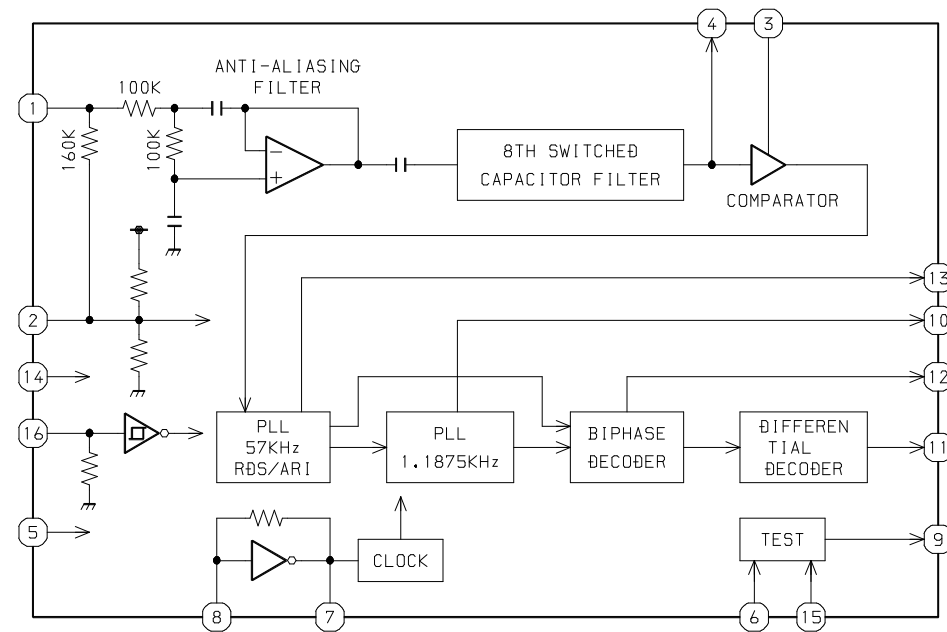 4
3
ANTI-ALIASING
FILTER
100K
1
160K
100K
8TH SWITCHED
CAPACITOR FILTER
COMPARATOR
13
2
10
14
12
16
PLL
57KHz
RDS/ARI
PLL
1.1875KHz
BIPHASE
DECODER
DIFFEREN
TIAL
DECODER
11
5
CLOCK
TEST
9
8
7
6
15